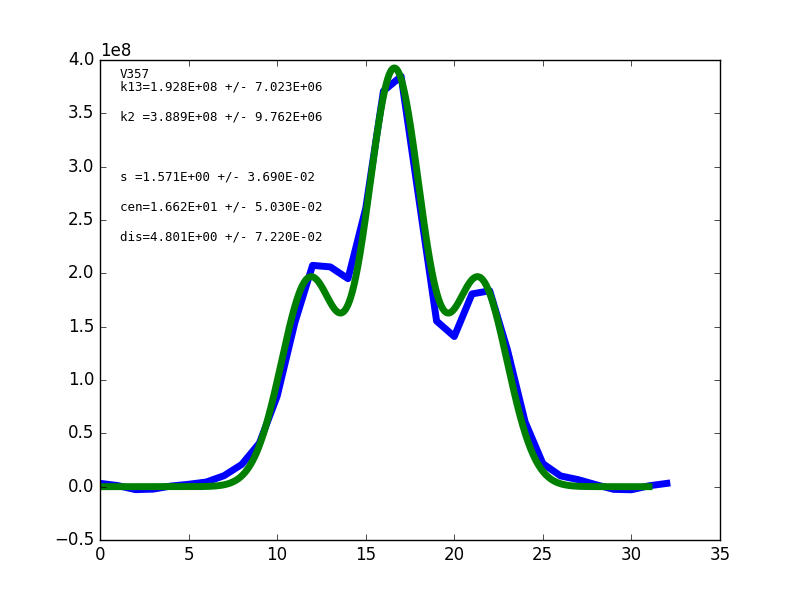 1e8
V357
k13=1.928E+08 +/- 7.023E+06
k2 =3.889E+08 +/- 9.762E+06
s =1.571E+00 +/- 3.690E-02
cen=1.662E+01 +/- 5.030E-02
dis=4.801E+00 +/- 7.220E-02
4.0
3.5
3.0
2.5
2.0
1.5
1.0
0.5
0.0
−0.5
0 5 10 15 20 25 30 35